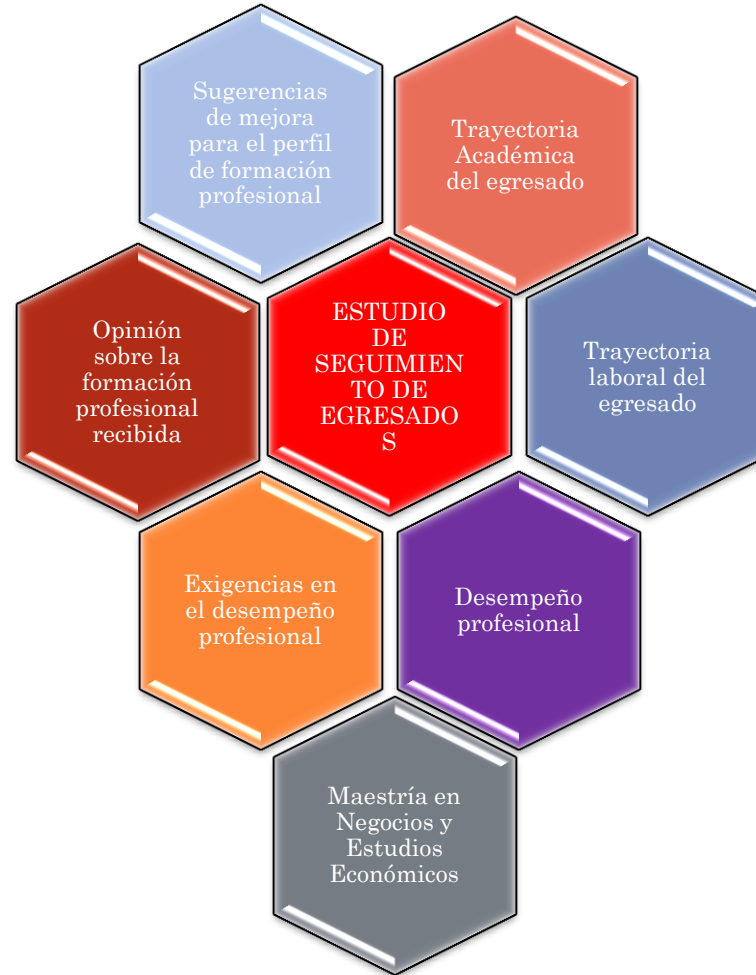 Sugerencias
de mejora
para el perfil
de formación
profesional
Trayectoria
Académica
del egresado
Opinión
sobre la
formación
profesional
recibida
ESTUDIO
DE
SEGUIMIEN
TO DE
EGRESADO
S
Trayectoria
laboral del
egresado
Exigencias en
el desempeño
profesional
Desempeño
profesional
Maestría en
Negocios y
Estudios
Económicos